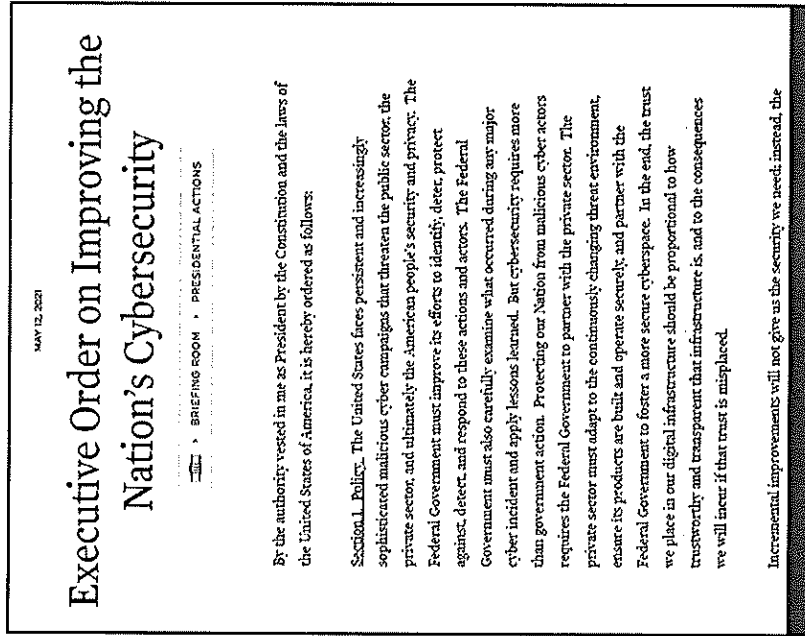 MAY 12, 2021
Executive Order on Improving the
Nation's Cybersecurity
▸ BRIEFING ROOM ▸ PRESIDENTIAL ACTIONS
By the authority vested in me as President by the Constitution and the laws of
the United States of America, it is hereby ordered as follows:
Section 1. Policy. The United States faces persistent and increasingly
sophisticated malicious cyber campaigns that threaten the public sector, the
private sector, and ultimately the American people's security and privacy. The
Federal Government must improve its efforts to identify, deter, protect
against, detect, and respond to these actions and actors. The Federal
Government must also carefully examine what occurred during any major
cyber incident and apply lessons learned. But cybersecurity requires more
than government action. Protecting our Nation from malicious cyber actors
requires the Federal Government to partner with the private sector. The
private sector must adapt to the continuously changing threat environment,
ensure its products are built and operate securely, and partner with the
Federal Government to foster a more secure cyberspace. In the end, the trust
we place in our digital infrastructure should be proportional to how
trustworthy and transparent that infrastructure is, and to the consequences
we will incur if that trust is misplaced.
Incremental improvements will not give us the security we need; instead, the